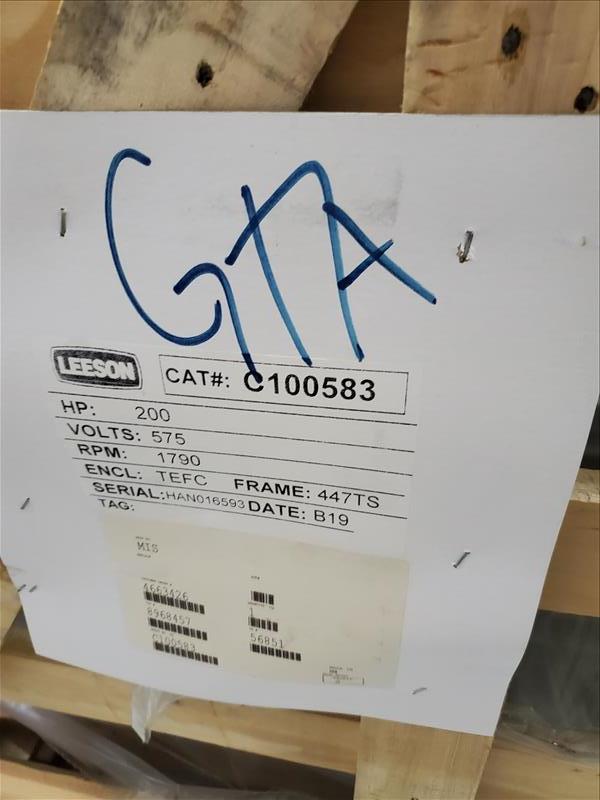 GTA
LEESON
CAT#: C100583
HP: 200
VOLTS: 575
RPM: 1790
ENCL: TEFC FRAME: 447TS
SERIAL: HAN016593 DATE: B19
TAG:
MIS
4663426
8968457 1
C100583 56851